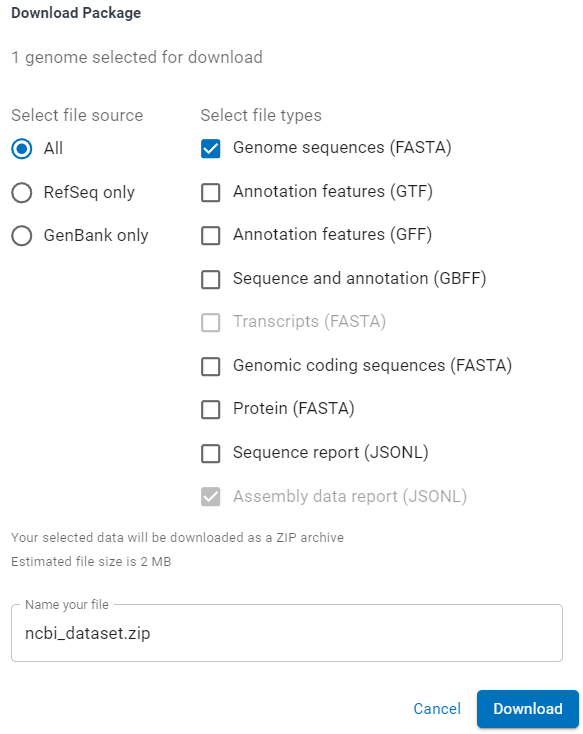 Download Package
1 genome selected for download
Select file source
All
RefSeq only
GenBank only
Select file types
Genome sequences (FASTA)
Annotation features (GTF)
Annotation features (GFF)
Sequence and annotation (GBFF)
Transcripts (FASTA)
Genomic coding sequences (FASTA)
Protein (FASTA)
Sequence report (JSONL)
Assembly data report (JSONL)
Your selected data will be downloaded as a ZIP archive
Estimated file size is 2 MB
Name your file
ncbi_dataset.zip
Cancel
Download